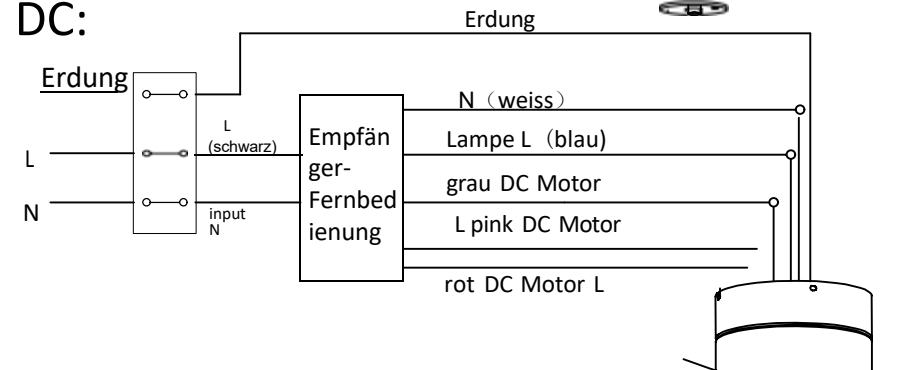 DC:
Erdung
Erdung
L
(schwarz)
L
N
input
N
Empfän
ger-
Fernbed
ienung
N（weiss）
Lampe L（blau)
grau DC Motor
L pink DC Motor
rot DC Motor L